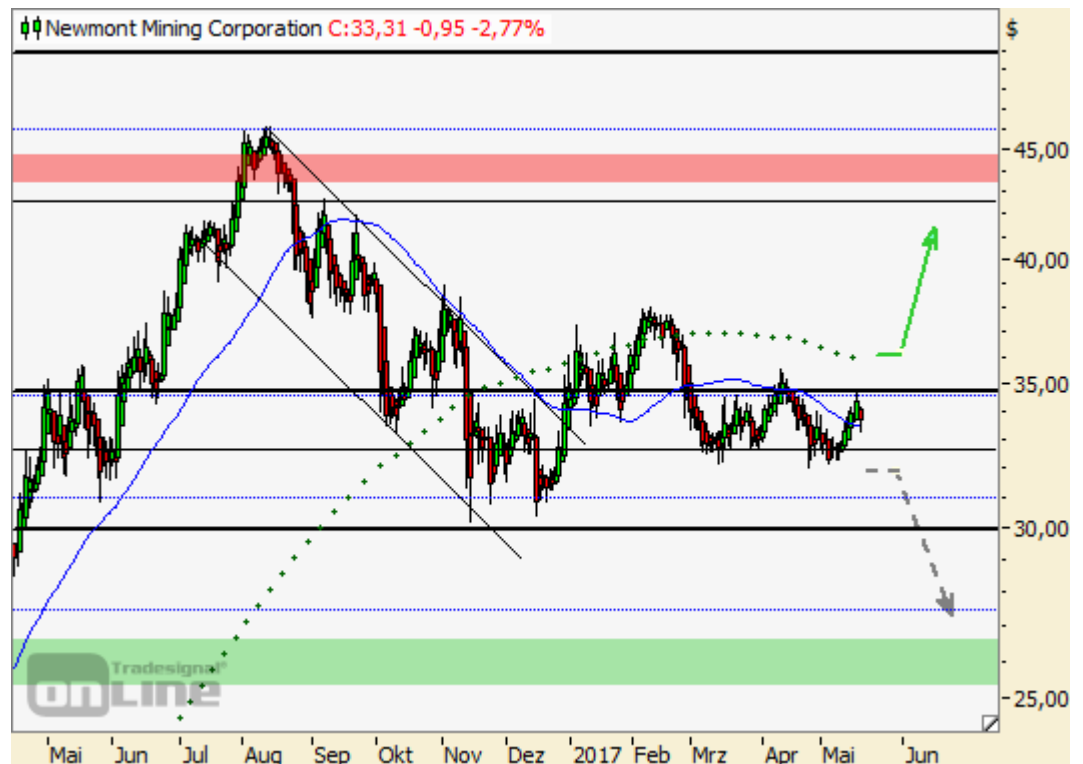 Newmont Mining Corporation C:33,31 -0,95 -2,77%
$
45,00
40,00
35,00
30,00
25,00
Tradesignal®
onLine
Mai Jun Jul Aug Sep Okt Nov Dez 2017 Feb Mrz Apr Mai Jun